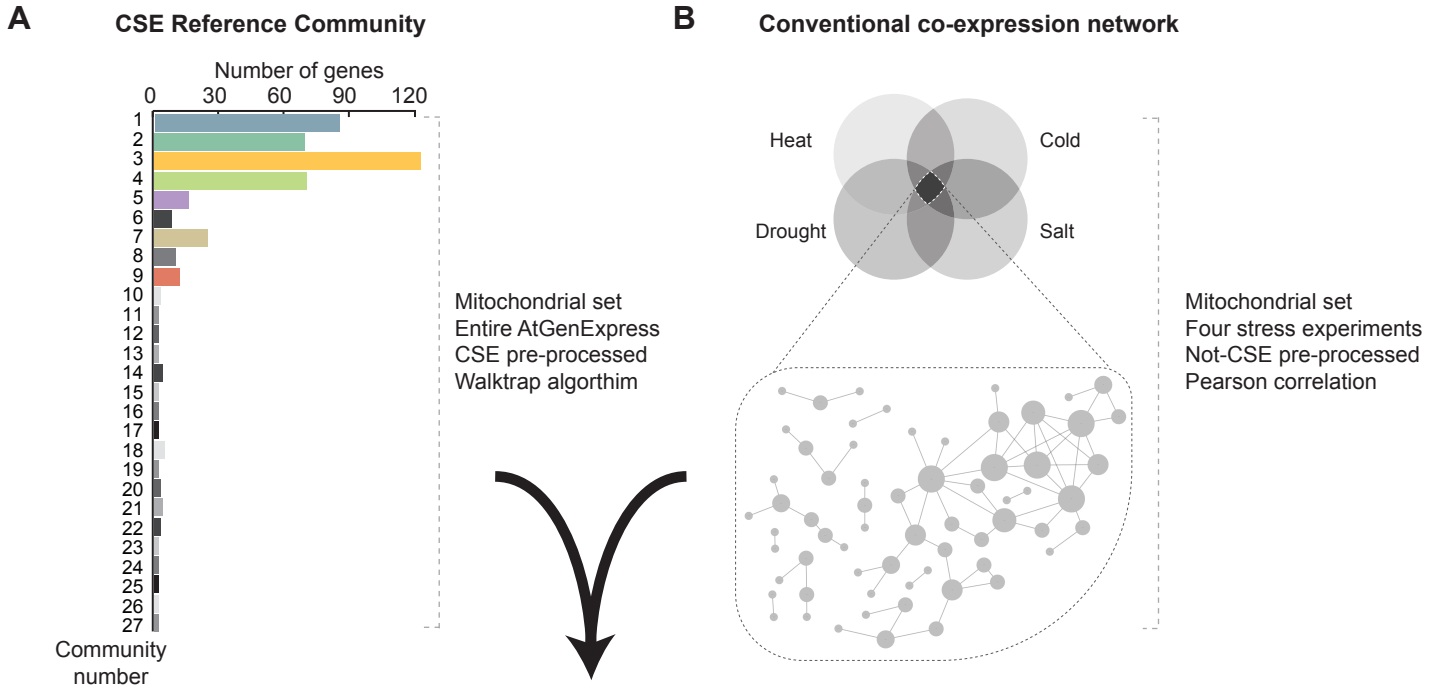 A
CSE Reference Community
Number of genes
0 30 60 90 120
1
2
3
4
5
6
7
8
9
10
11
12
13
14
15
16
17
18
19
20
21
22
23
24
25
26
27
Community
number
Mitochondrial set
Entire AtGenExpress
CSE pre-processed
Walktrap algorthim
B
Conventional co-expression network
Heat
Cold
Drought
Salt
Mitochondrial set
Four stress experiments
Not-CSE pre-processed
Pearson correlation